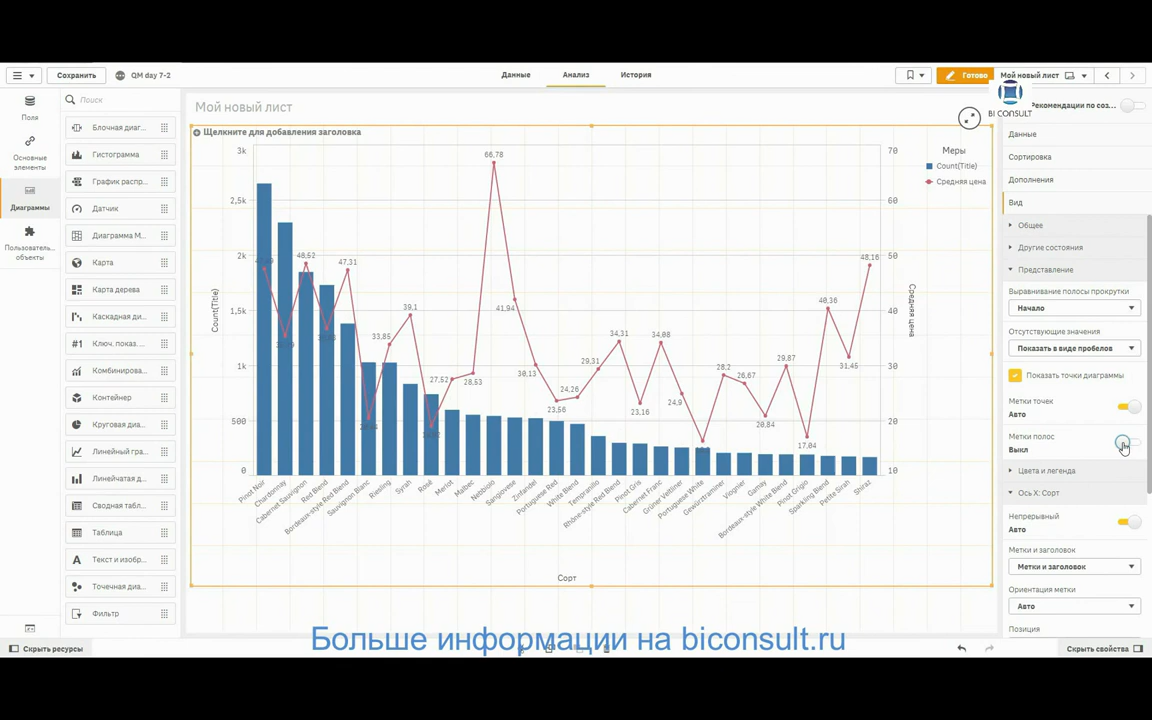 Сохранить
QM day 7-2
Данные
Анализ
История
Готово
Мой новый лист
BI CONSULT
Рекомендации по соз...
Поля
Основные
элементы
Диаграммы
Пользователь...
объекты
Поиск
Блочная диаг...
Гистограмма
График распр...
Датчик
Диаграмма М...
Карта
Карта дерева
Каскадная ди...
#1 Ключ. показ. ...
Комбинирова...
Контейнер
Круговая диа...
Линейный гра...
Линейчатая д...
Сводная табл...
Таблица
A Текст и изобр...
Точечная диа...
Фильтр
Мой новый лист
Щелкните для добавления заголовка
3k
2,5k
2k
1,5k
1k
500
0
Count(Title)
66,78
48,52
47,31
33,85
39,1
27,52
28,53
41,94
30,13
23,56
24,26
29,31
34,31
23,16
34,08
24,9
28,2
26,67
20,84
29,87
17,04
40,36
31,45
48,16
70
60
50
40
30
20
10
Средняя цена
Меры
Count(Title)
Средняя цена
Pinot Noir
Chardonnay
Cabernet Sauvignon
Red Blend
Bordeaux-style Red Blend
Sauvignon Blanc
Riesling
Syrah
Rosé
Merlot
Malbec
Nebbiolo
Sangiovese
Zinfandel
Portuguese Red
White Blend
Tempranillo
Rhône-style Red Blend
Pinot Gris
Cabernet Franc
Grüner Veltliner
Portuguese White
Gewürztraminer
Viognier
Gamay
Bordeaux-style White Blend
Pinot Grigio
Sparkling Blend
Petite Sirah
Shiraz
Сорт
Данные
Сортировка
Дополнения
Вид
Общее
Другие состояния
Представление
Выравнивание полосы прокрутки
Начало
Отсутствующие значения
Показать в виде пробелов
Показать точки диаграммы
Метки точек
Авто
Метки полос
Выкл
Цвета и легенда
Ось X: Сорт
Непрерывный
Авто
Метки и заголовок
Метки и заголовок
Ориентация метки
Авто
Позиция
Скрыть ресурсы
Больше информации на biconsult.ru
Скрыть свойства